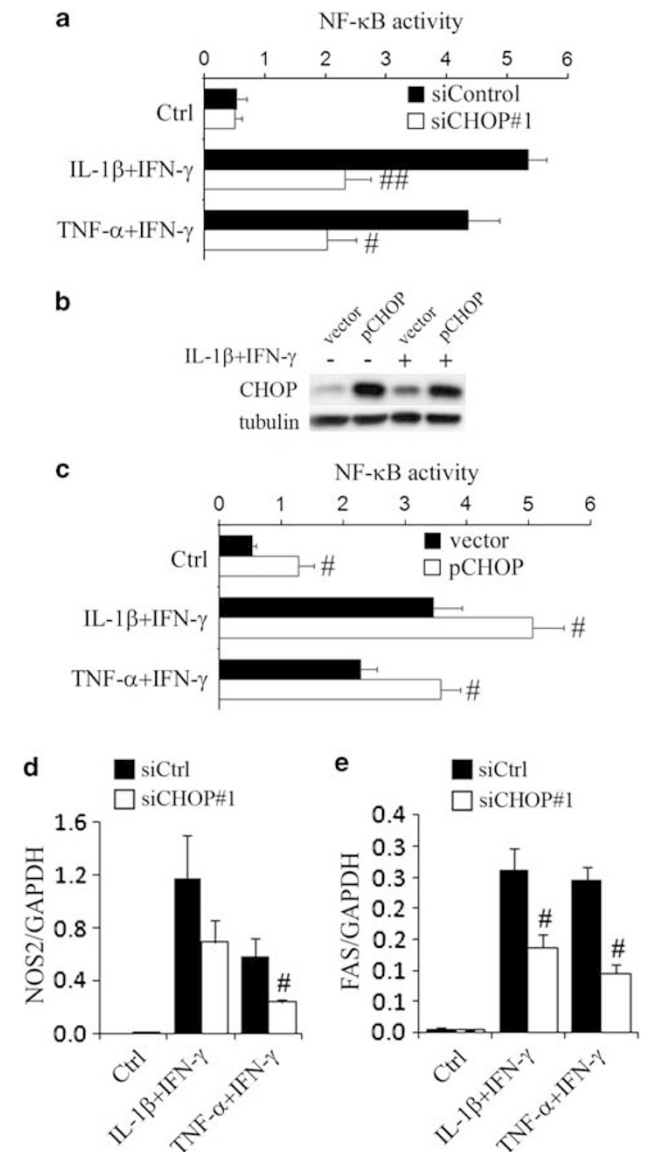 a
NF-κB activity
0 1 2 3 4 5 6
siControl
siCHOP#1
Ctrl
IL-1β+IFN-γ
##
TNF-α+IFN-γ
#
b
vector pCHOP vector pCHOP
IL-1β+IFN-γ - - + +
CHOP
tubulin
c
NF-κB activity
0 1 2 3 4 5 6
vector
pCHOP
Ctrl
#
IL-1β+IFN-γ
#
TNF-α+IFN-γ
#
d
siCtrl
siCHOP#1
NOS2/GAPDH
1.6
1.2
0.8
0.4
0.0
#
Ctrl
IL-1β+IFN-γ
TNF-α+IFN-γ
e
siCtrl
siCHOP#1
FAS/GAPDH
0.4
0.3
0.3
0.2
0.2
0.1
0.1
0.0
#
#
Ctrl
IL-1β+IFN-γ
TNF-α+IFN-γ